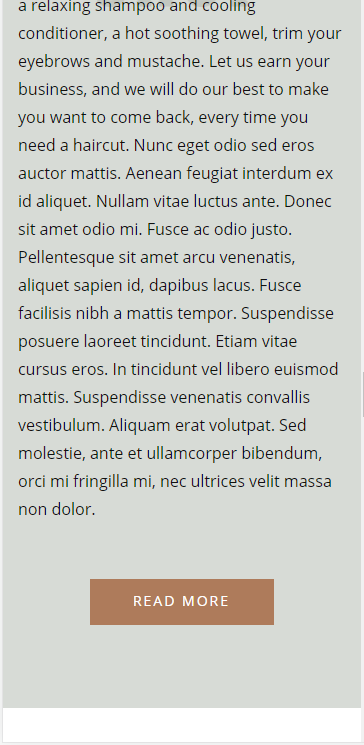 a relaxing shampoo and cooling
conditioner, a hot soothing towel, trim your
eyebrows and mustache. Let us earn your
business, and we will do our best to make
you want to come back, every time you
need a haircut. Nunc eget odio sed eros
auctor mattis. Aenean feugiat interdum ex
id aliquet. Nullam vitae luctus ante. Donec
sit amet odio mi. Fusce ac odio justo.
Pellentesque sit amet arcu venenatis,
aliquet sapien id, dapibus lacus. Fusce
facilisis nibh a mattis tempor. Suspendisse
posuere laoreet tincidunt. Etiam vitae
cursus eros. In tincidunt vel libero euismod
mattis. Suspendisse venenatis convallis
vestibulum. Aliquam erat volutpat. Sed
molestie, ante et ullamcorper bibendum,
orci mi fringilla mi, nec ultrices velit massa
non dolor.
READ MORE